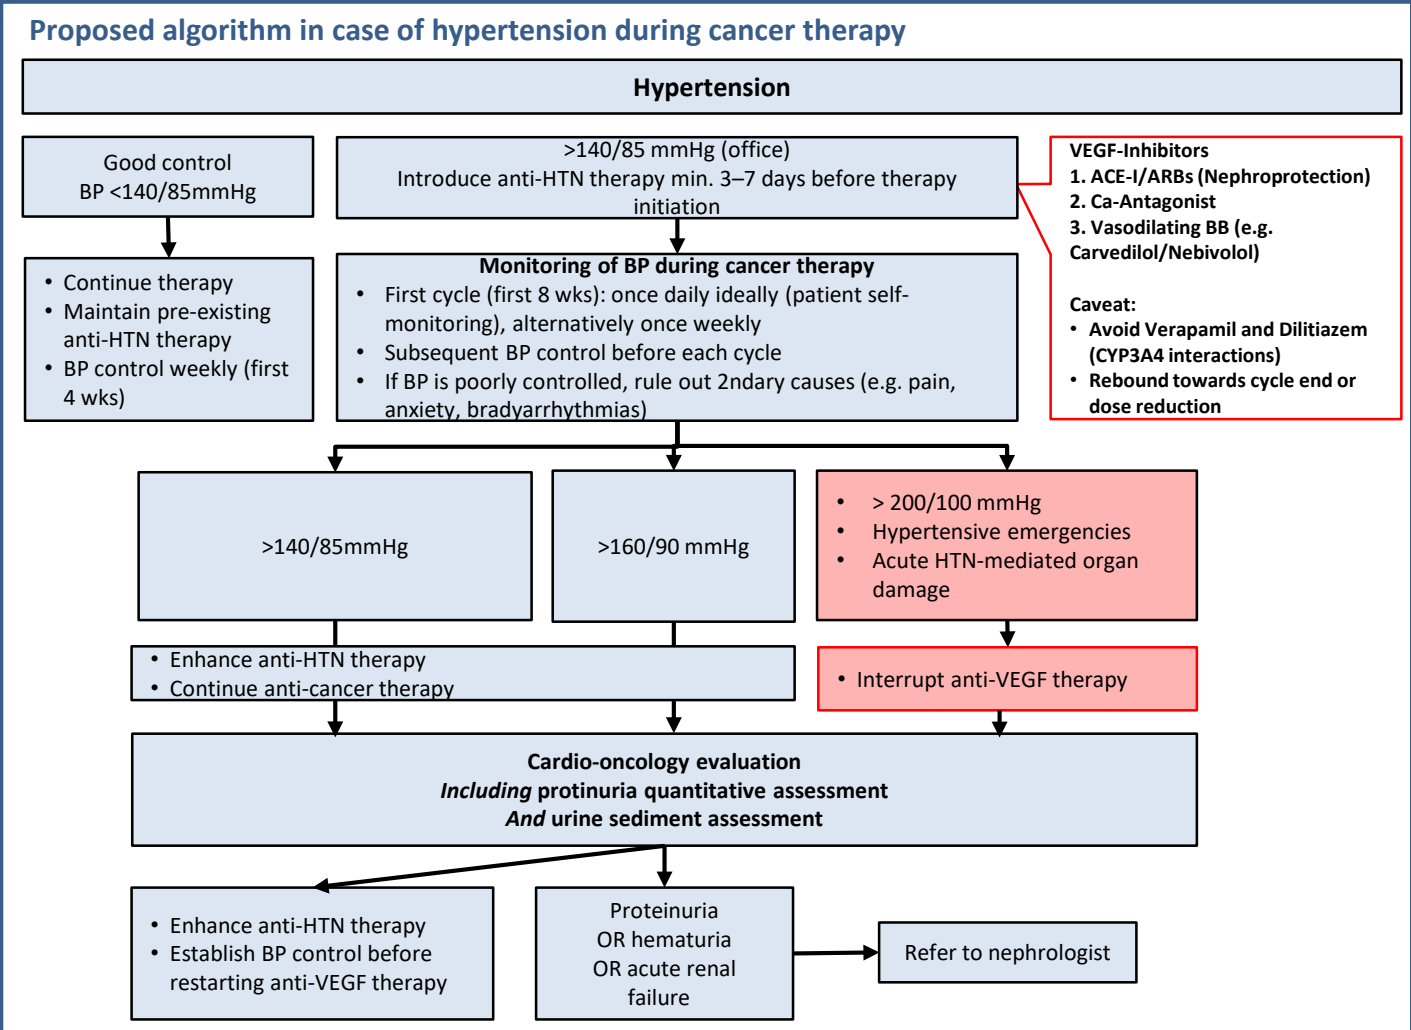 Proposed algorithm in case of hypertension during cancer therapy
Hypertension
Good control
BP <140/85mmHg
>140/85 mmHg (office)
Introduce anti-HTN therapy min. 3–7 days before therapy
initiation
VEGF-Inhibitors
1. ACE-I/ARBs (Nephroprotection)
2. Ca-Antagonist
3. Vasodilating BB (e.g.
Carvedilol/Nebivolol)
Caveat:
• Avoid Verapamil and Dilitiazem
(CYP3A4 interactions)
• Rebound towards cycle end or
dose reduction
• Continue therapy
• Maintain pre-existing
anti-HTN therapy
• BP control weekly (first
4 wks)
Monitoring of BP during cancer therapy
• First cycle (first 8 wks): once daily ideally (patient self-
monitoring), alternatively once weekly
• Subsequent BP control before each cycle
• If BP is poorly controlled, rule out 2ndary causes (e.g. pain,
anxiety, bradyarrhythmias)
>140/85mmHg
>160/90 mmHg
• > 200/100 mmHg
• Hypertensive emergencies
• Acute HTN-mediated organ
damage
• Enhance anti-HTN therapy
• Continue anti-cancer therapy
• Interrupt anti-VEGF therapy
Cardio-oncology evaluation
Including protinuria quantitative assessment
And urine sediment assessment
• Enhance anti-HTN therapy
• Establish BP control before
restarting anti-VEGF therapy
Proteinuria
OR hematuria
OR acute renal
failure
Refer to nephrologist